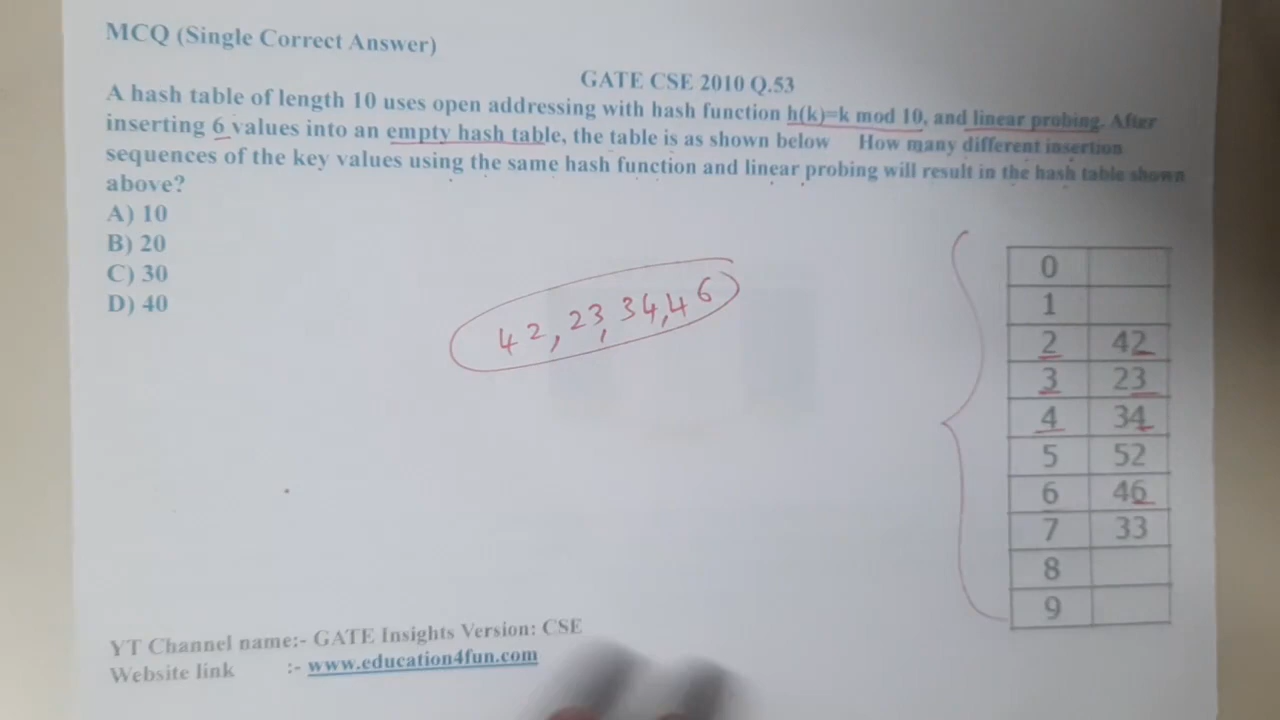 MCQ (Single Correct Answer)
GATE CSE 2010 Q.53
A hash table of length 10 uses open addressing with hash function h(k)=k mod 10, and linear probing. After
inserting 6 values into an empty hash table, the table is as shown below How many different insertion
sequences of the key values using the same hash function and linear probing will result in the hash table shown
above?
A) 10
B) 20
C) 30
D) 40
42, 23, 34, 46
0
1
2 42
3 23
4 34
5 52
6 46
7 33
8
9
YT Channel name:- GATE Insights Version: CSE
Website link :- www.education4fun.com